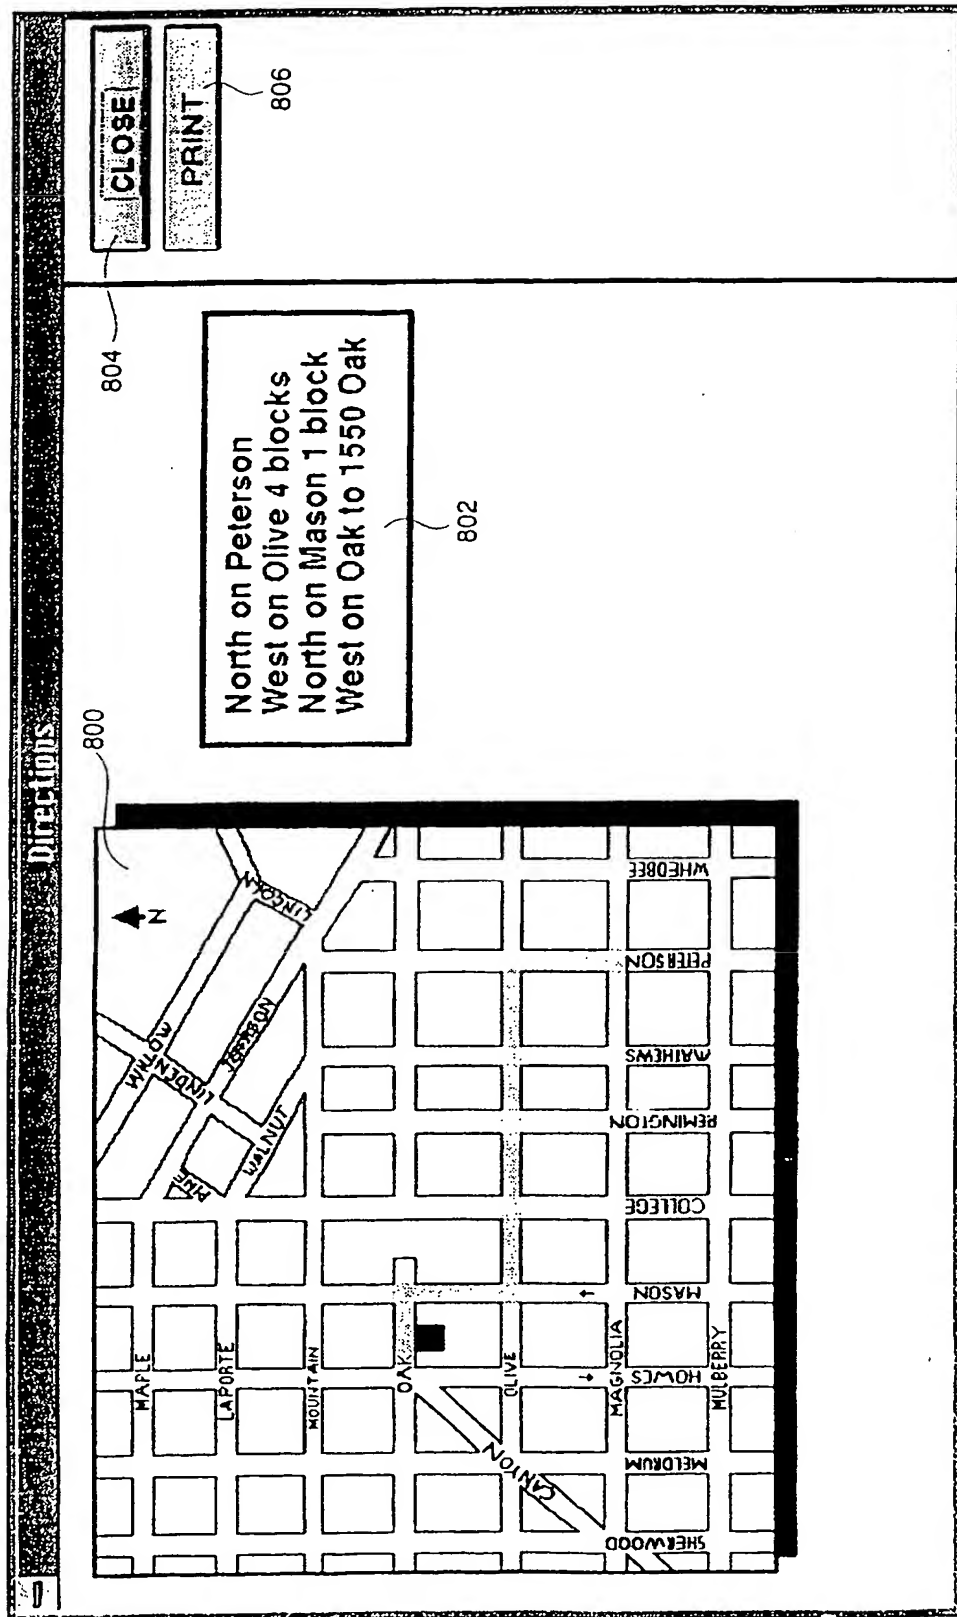 Directions
CLOSE
PRINT
804
806
North on Peterson
West on Olive 4 blocks
North on Mason 1 block
West on Oak to 1550 Oak
802
800
N
LINCOLN
WILLOW
LINDEN
JEFFERSON
PINE
WALNUT
MAPLE
LAPORTE
MOUNTAIN
OAK
OLIVE
MAGNOLIA
MULBERRY
CANYON
SHERWOOD
MELDRUM
HOWES
MASON
COLLEGE
REMINGTON
MATHEWS
PETERSON
WHEDBEE